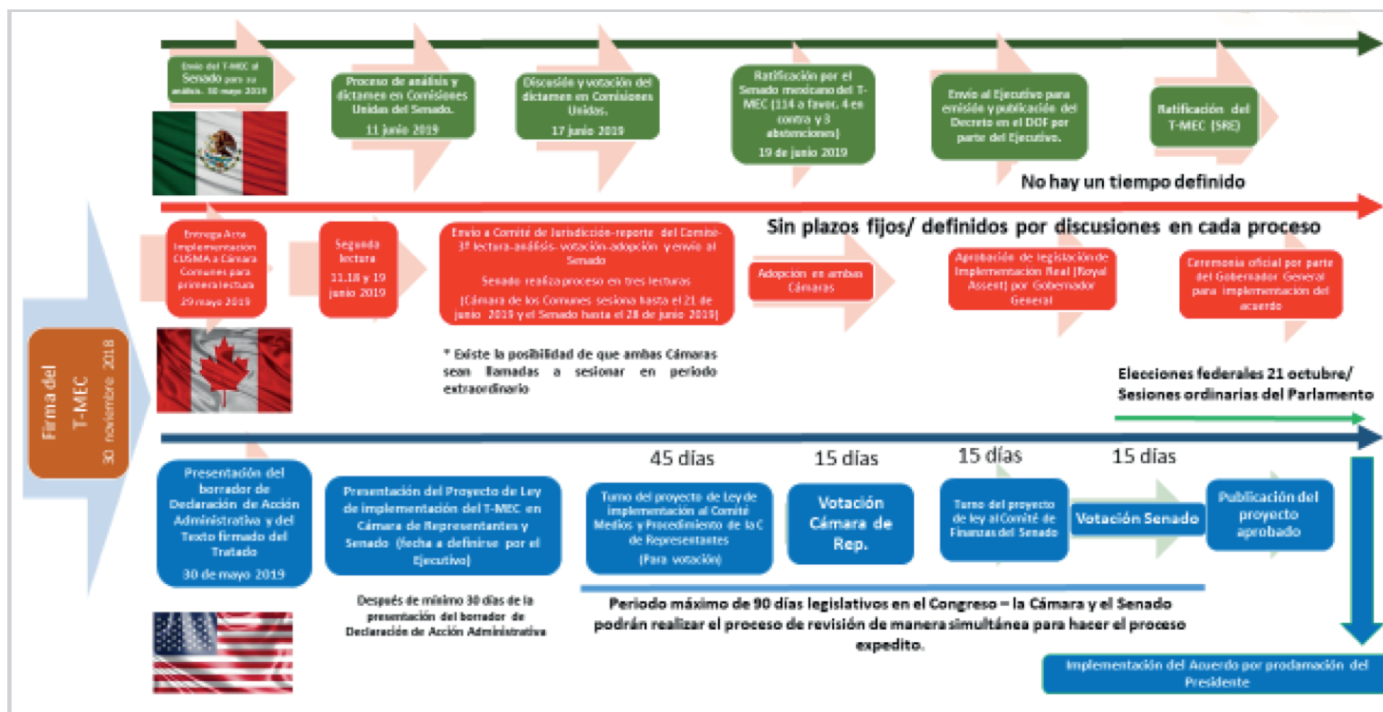 Firma del
T-MEC
30 noviembre 2018
Envío del T-MEC al
Senado para su
análisis. 30 mayo 2019
Proceso de análisis y
dictamen en Comisiones
Unidas del Senado.
11 junio 2019
Discusión y votación del
dictamen en Comisiones
Unidas.
17 junio 2019
Ratificación por el
Senado mexicano del T-
MEC (114 a favor, 4 en
contra y 3
abstenciones)
19 de junio 2019
Envío al Ejecutivo para
emisión y publicación del
Decreto en el DOF por
parte del Ejecutivo.
Ratificación del
T-MEC (SRE)
No hay un tiempo definido
Sin plazos fijos/ definidos por discusiones en cada proceso
Entrega Acta
Implementación
CUSMA a Cámara
Comunes para
primera lectura
29 mayo 2019
Segunda
lectura
11,18 y 19
junio 2019
Envío a Comité de Jurisdicción-reporte del Comité-
3ª lectura-análisis- votación-adopción y envío al
Senado
Senado realiza proceso en tres lecturas
(Cámara de los Comunes sesiona hasta el 21 de
junio 2019 y el Senado hasta el 28 de junio 2019)
Adopción en ambas
Cámaras
Aprobación de legislación de
Implementación Real (Royal
Assent) por Gobernador
General
Ceremonia oficial por parte
del Gobernador General
para implementación del
acuerdo
* Existe la posibilidad de que ambas Cámaras
sean llamadas a sesionar en periodo
extraordinario
Elecciones federales 21 octubre/
Sesiones ordinarias del Parlamento
45 días
15 días
15 días
15 días
Presentación del
borrador de
Declaración de Acción
Administrativa y del
Texto firmado del
Tratado
30 de mayo 2019
Presentación del Proyecto de Ley
de implementación del T-MEC en
Cámara de Representantes y
Senado (fecha a definirse por el
Ejecutivo)
Turno del proyecto de Ley de
implementación al Comité
Medios y Procedimiento de la C
de Representantes
(Para votación)
Votación
Cámara de
Rep.
Turno del proyecto
de ley al Comité de
Finanzas del Senado
Votación Senado
Publicación del
proyecto
aprobado
Después de mínimo 30 días de la
presentación del borrador de
Declaración de Acción Administrativa
Periodo máximo de 90 días legislativos en el Congreso – la Cámara y el Senado
podrán realizar el proceso de revisión de manera simultánea para hacer el proceso
expedito.
Implementación del Acuerdo por proclamación del
Presidente